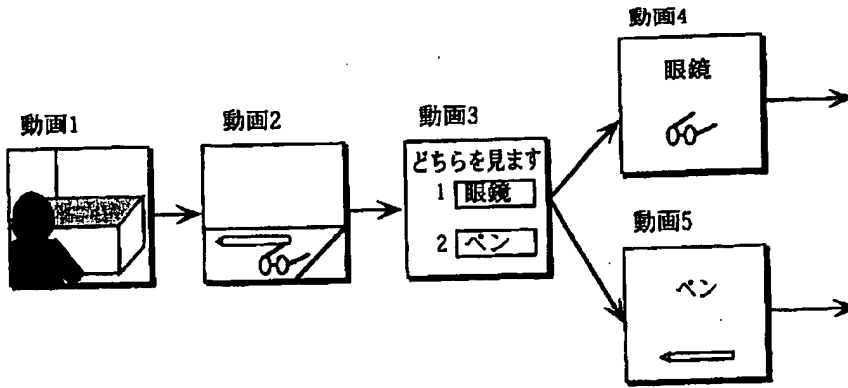 動画1
動画2
動画3
どちらを見ます
1 眼鏡
2 ペン
動画4
眼鏡
動画5
ペン